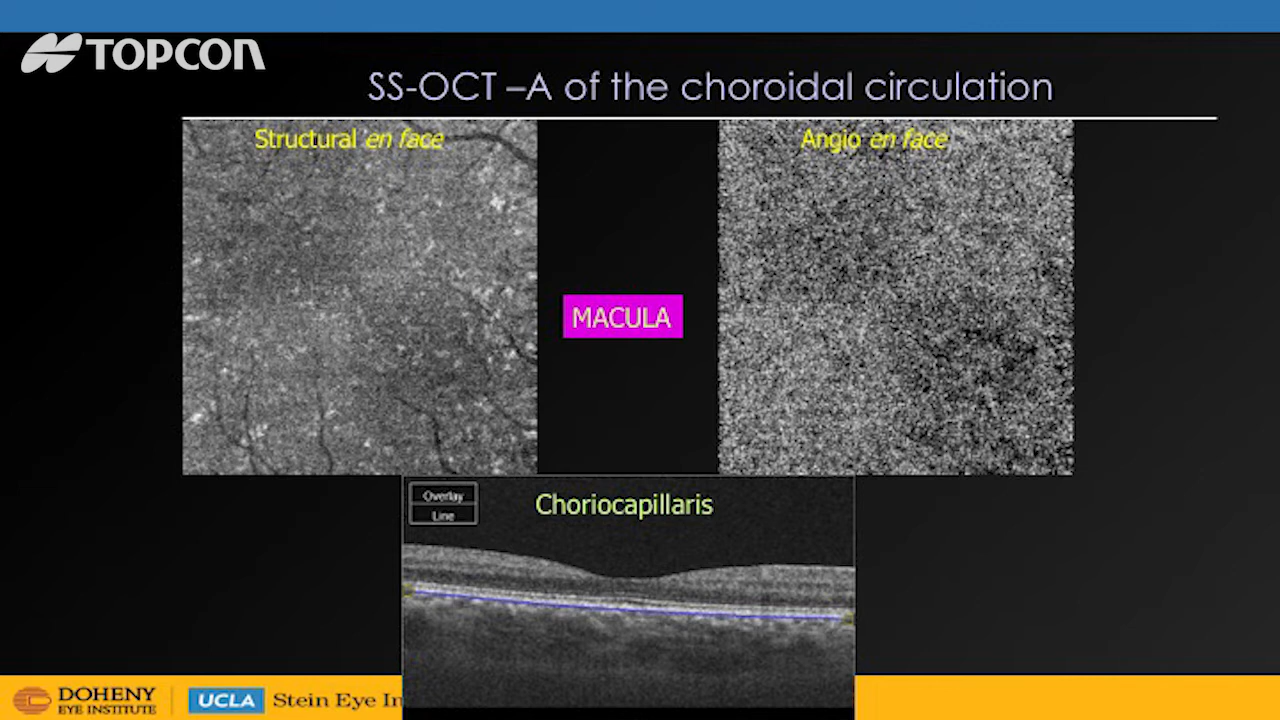 TOPCON
SS-OCT –A of the choroidal circulation
Structural en face
Angio en face
MACULA
Overlay
Line
Choriocapillaris
DOHENY
EYE INSTITUTE
UCLA
Stein Eye In